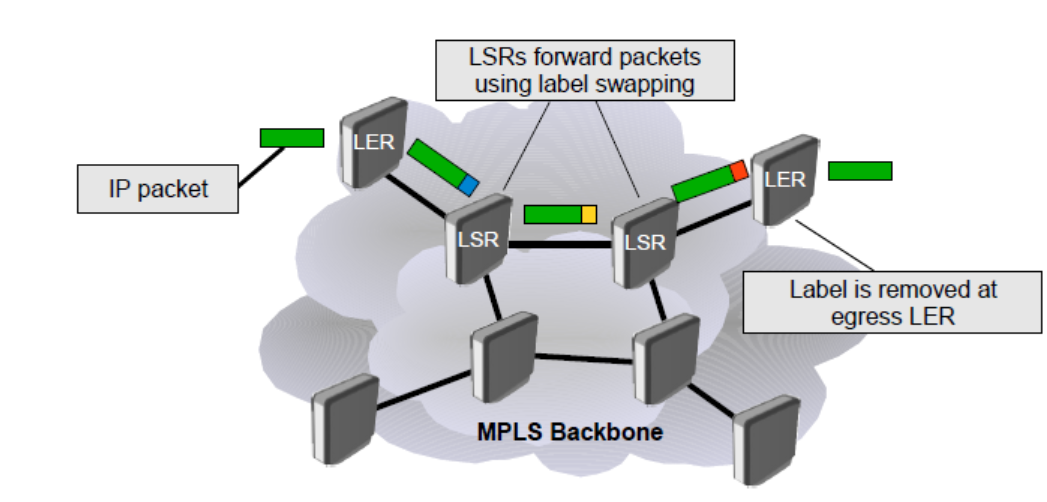 LSRs forward packets
using label swapping
LER
IP packet
LER
LSR
LSR
Label is removed at
egress LER
MPLS Backbone